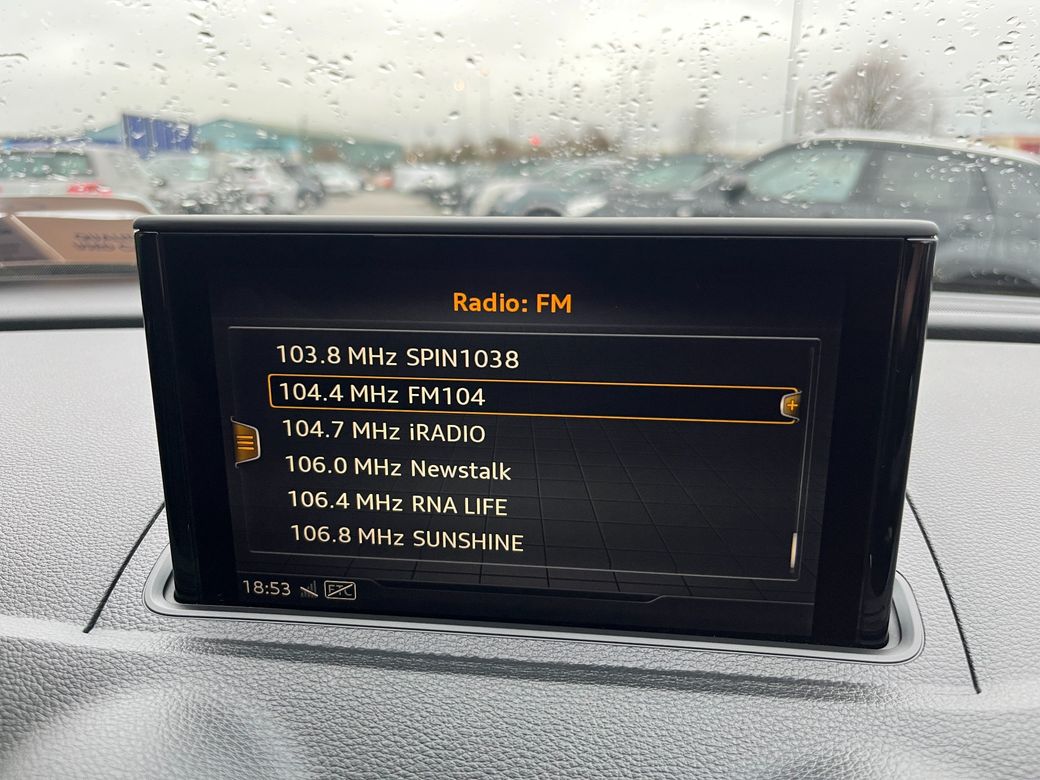 Radio: FM
103.8 MHz SPIN1038
104.4 MHz FM104
104.7 MHz iRADIO
106.0 MHz Newstalk
106.4 MHz RNA LIFE
106.8 MHz SUNSHINE
18:53 ETC